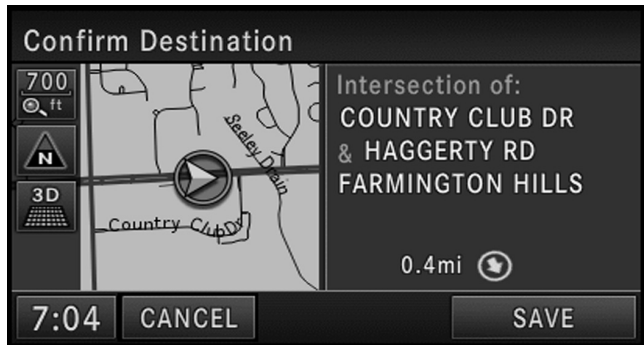 Confirm Destination
700
ft
N
3D
Seeley Drain
Country Club Dr
Intersection of:
COUNTRY CLUB DR
& HAGGERTY RD
FARMINGTON HILLS
0.4mi
7:04
CANCEL
SAVE